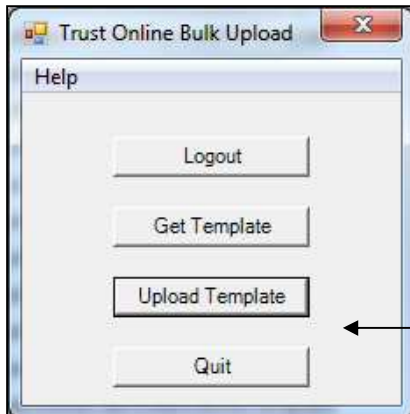 Trust Online Bulk Upload
Help
Logout
Get Template
Upload Template
Quit